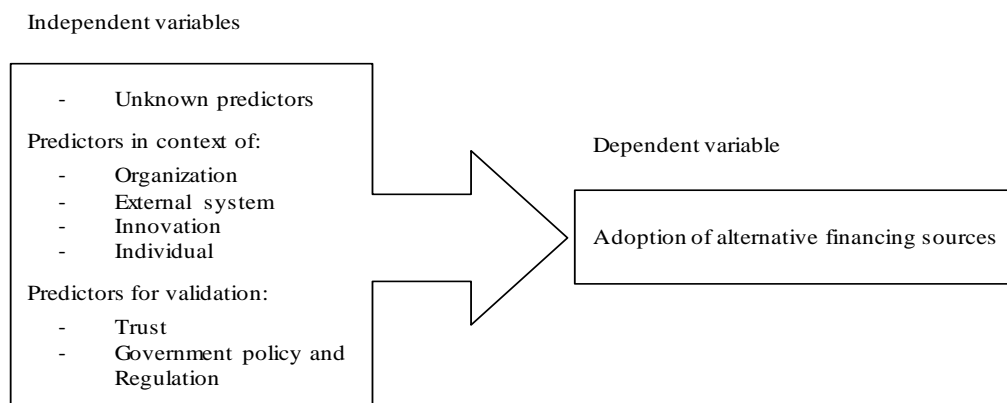 Independent variables
- Unknown predictors
Predictors in context of:
- Organization
- External system
- Innovation
- Individual
Predictors for validation:
- Trust
- Government policy and
Regulation
Dependent variable
Adoption of alternative financing sources